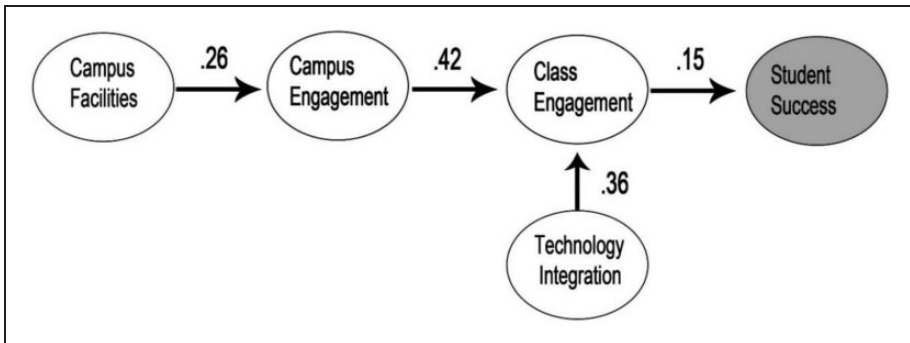 .26
.42
.15
Campus
Facilities
Campus
Engagement
Class
Engagement
Student
Success
.36
Technology
Integration